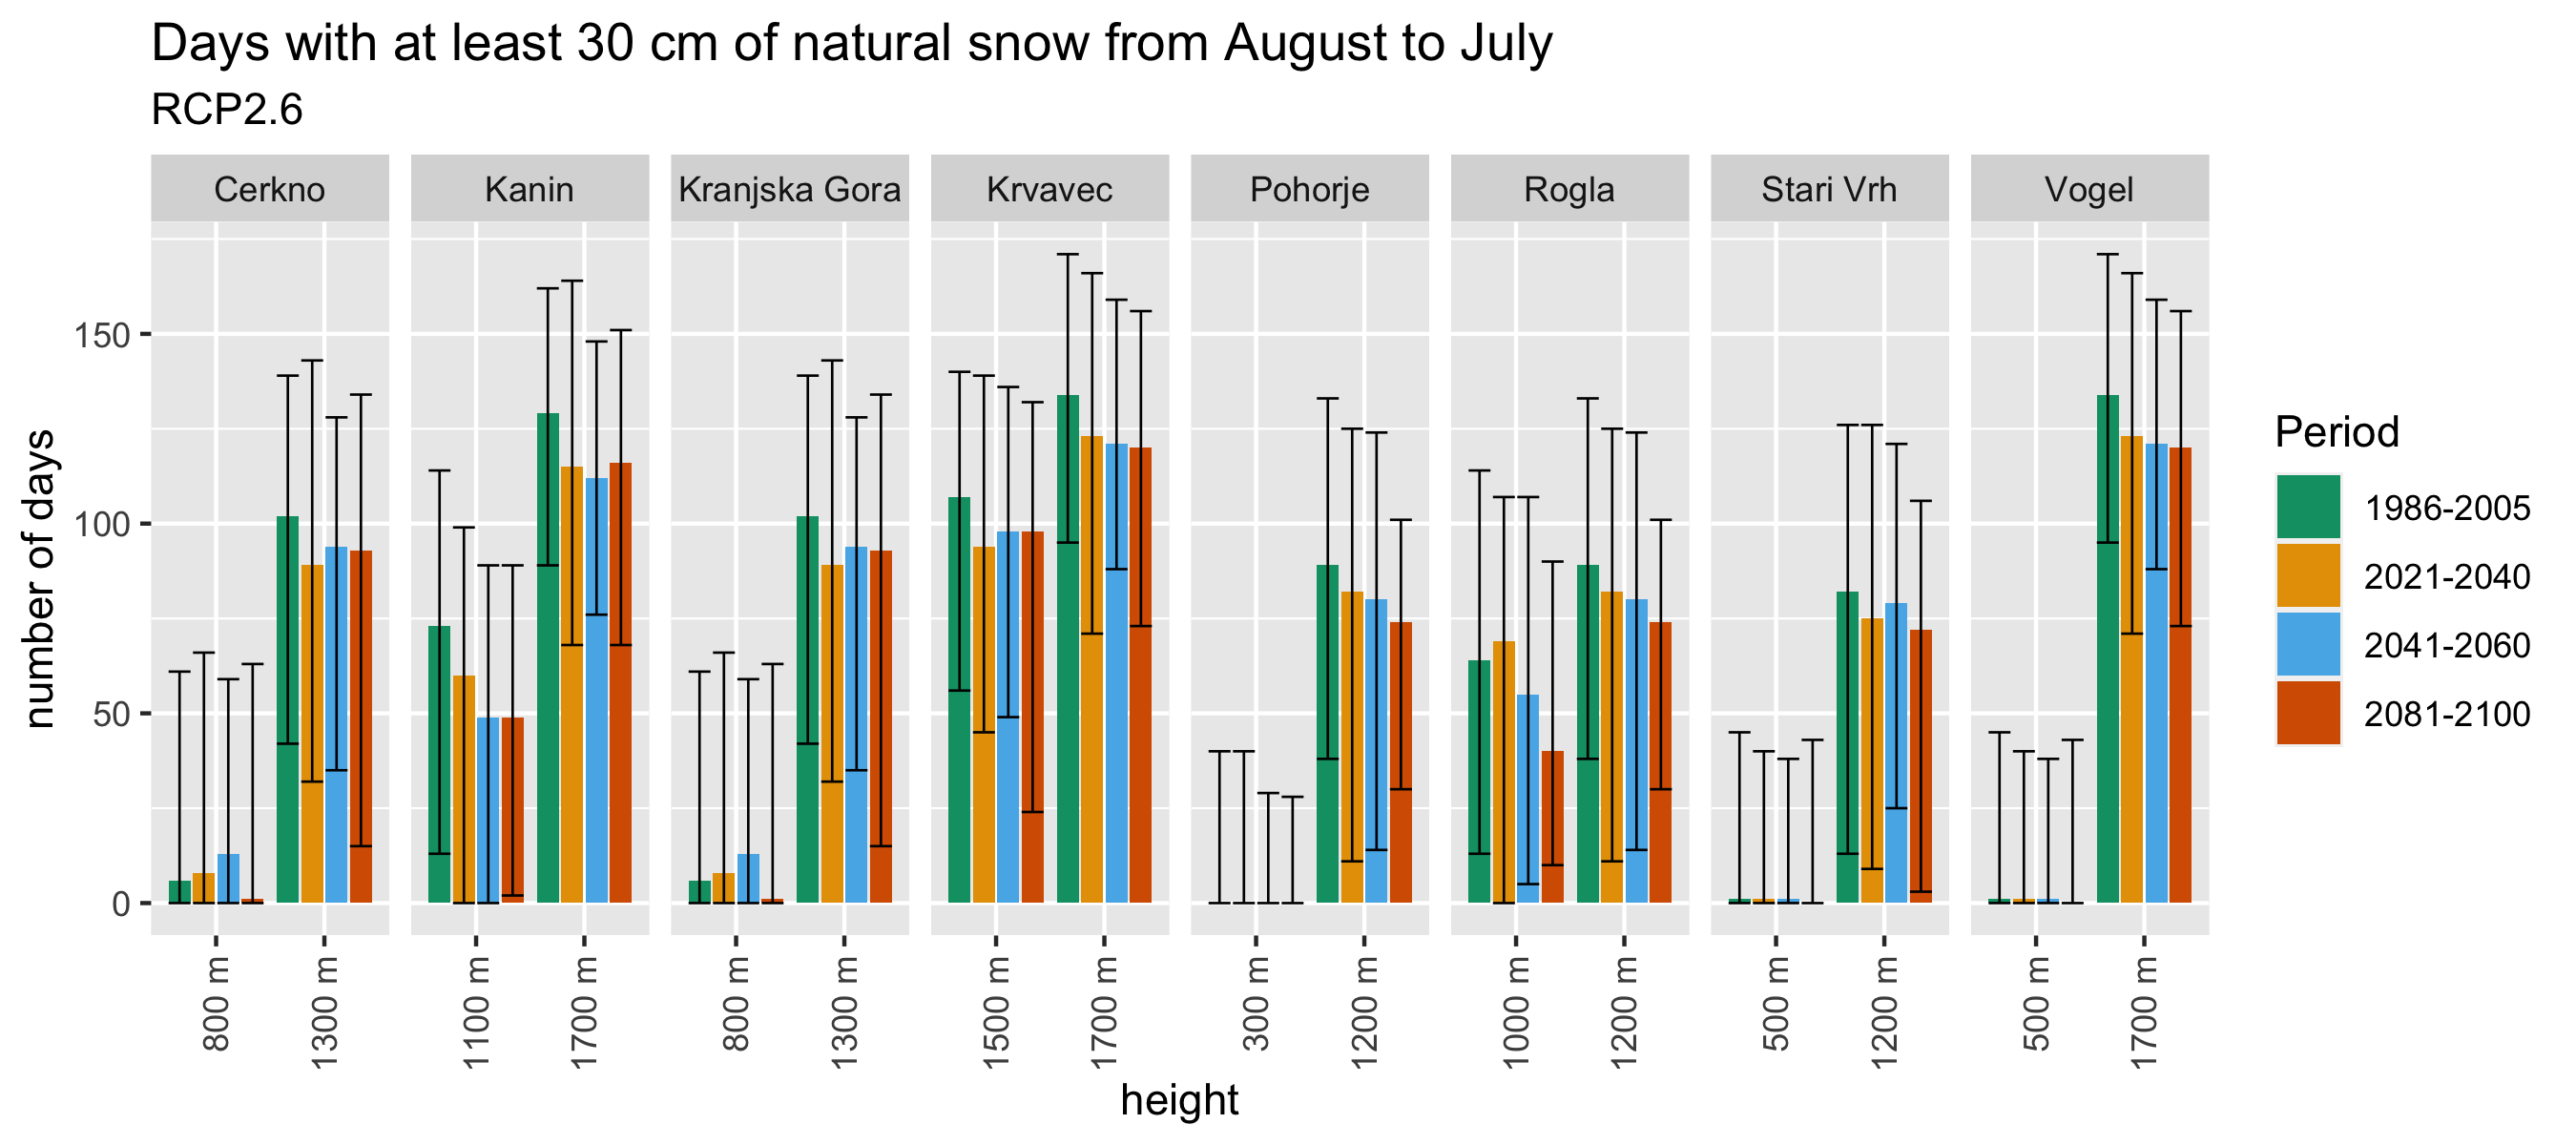 Days with at least 30 cm of natural snow from August to July
RCP2.6
Cerkno
Kanin
Kranjska Gora
Krvavec
Pohorje
Rogla
Stari Vrh
Vogel
number of days
150
100
50
0
800 m
1300 m
1100 m
1700 m
800 m
1300 m
1500 m
1700 m
300 m
1200 m
1000 m
1200 m
500 m
1200 m
500 m
1700 m
height
Period
1986-2005
2021-2040
2041-2060
2081-2100